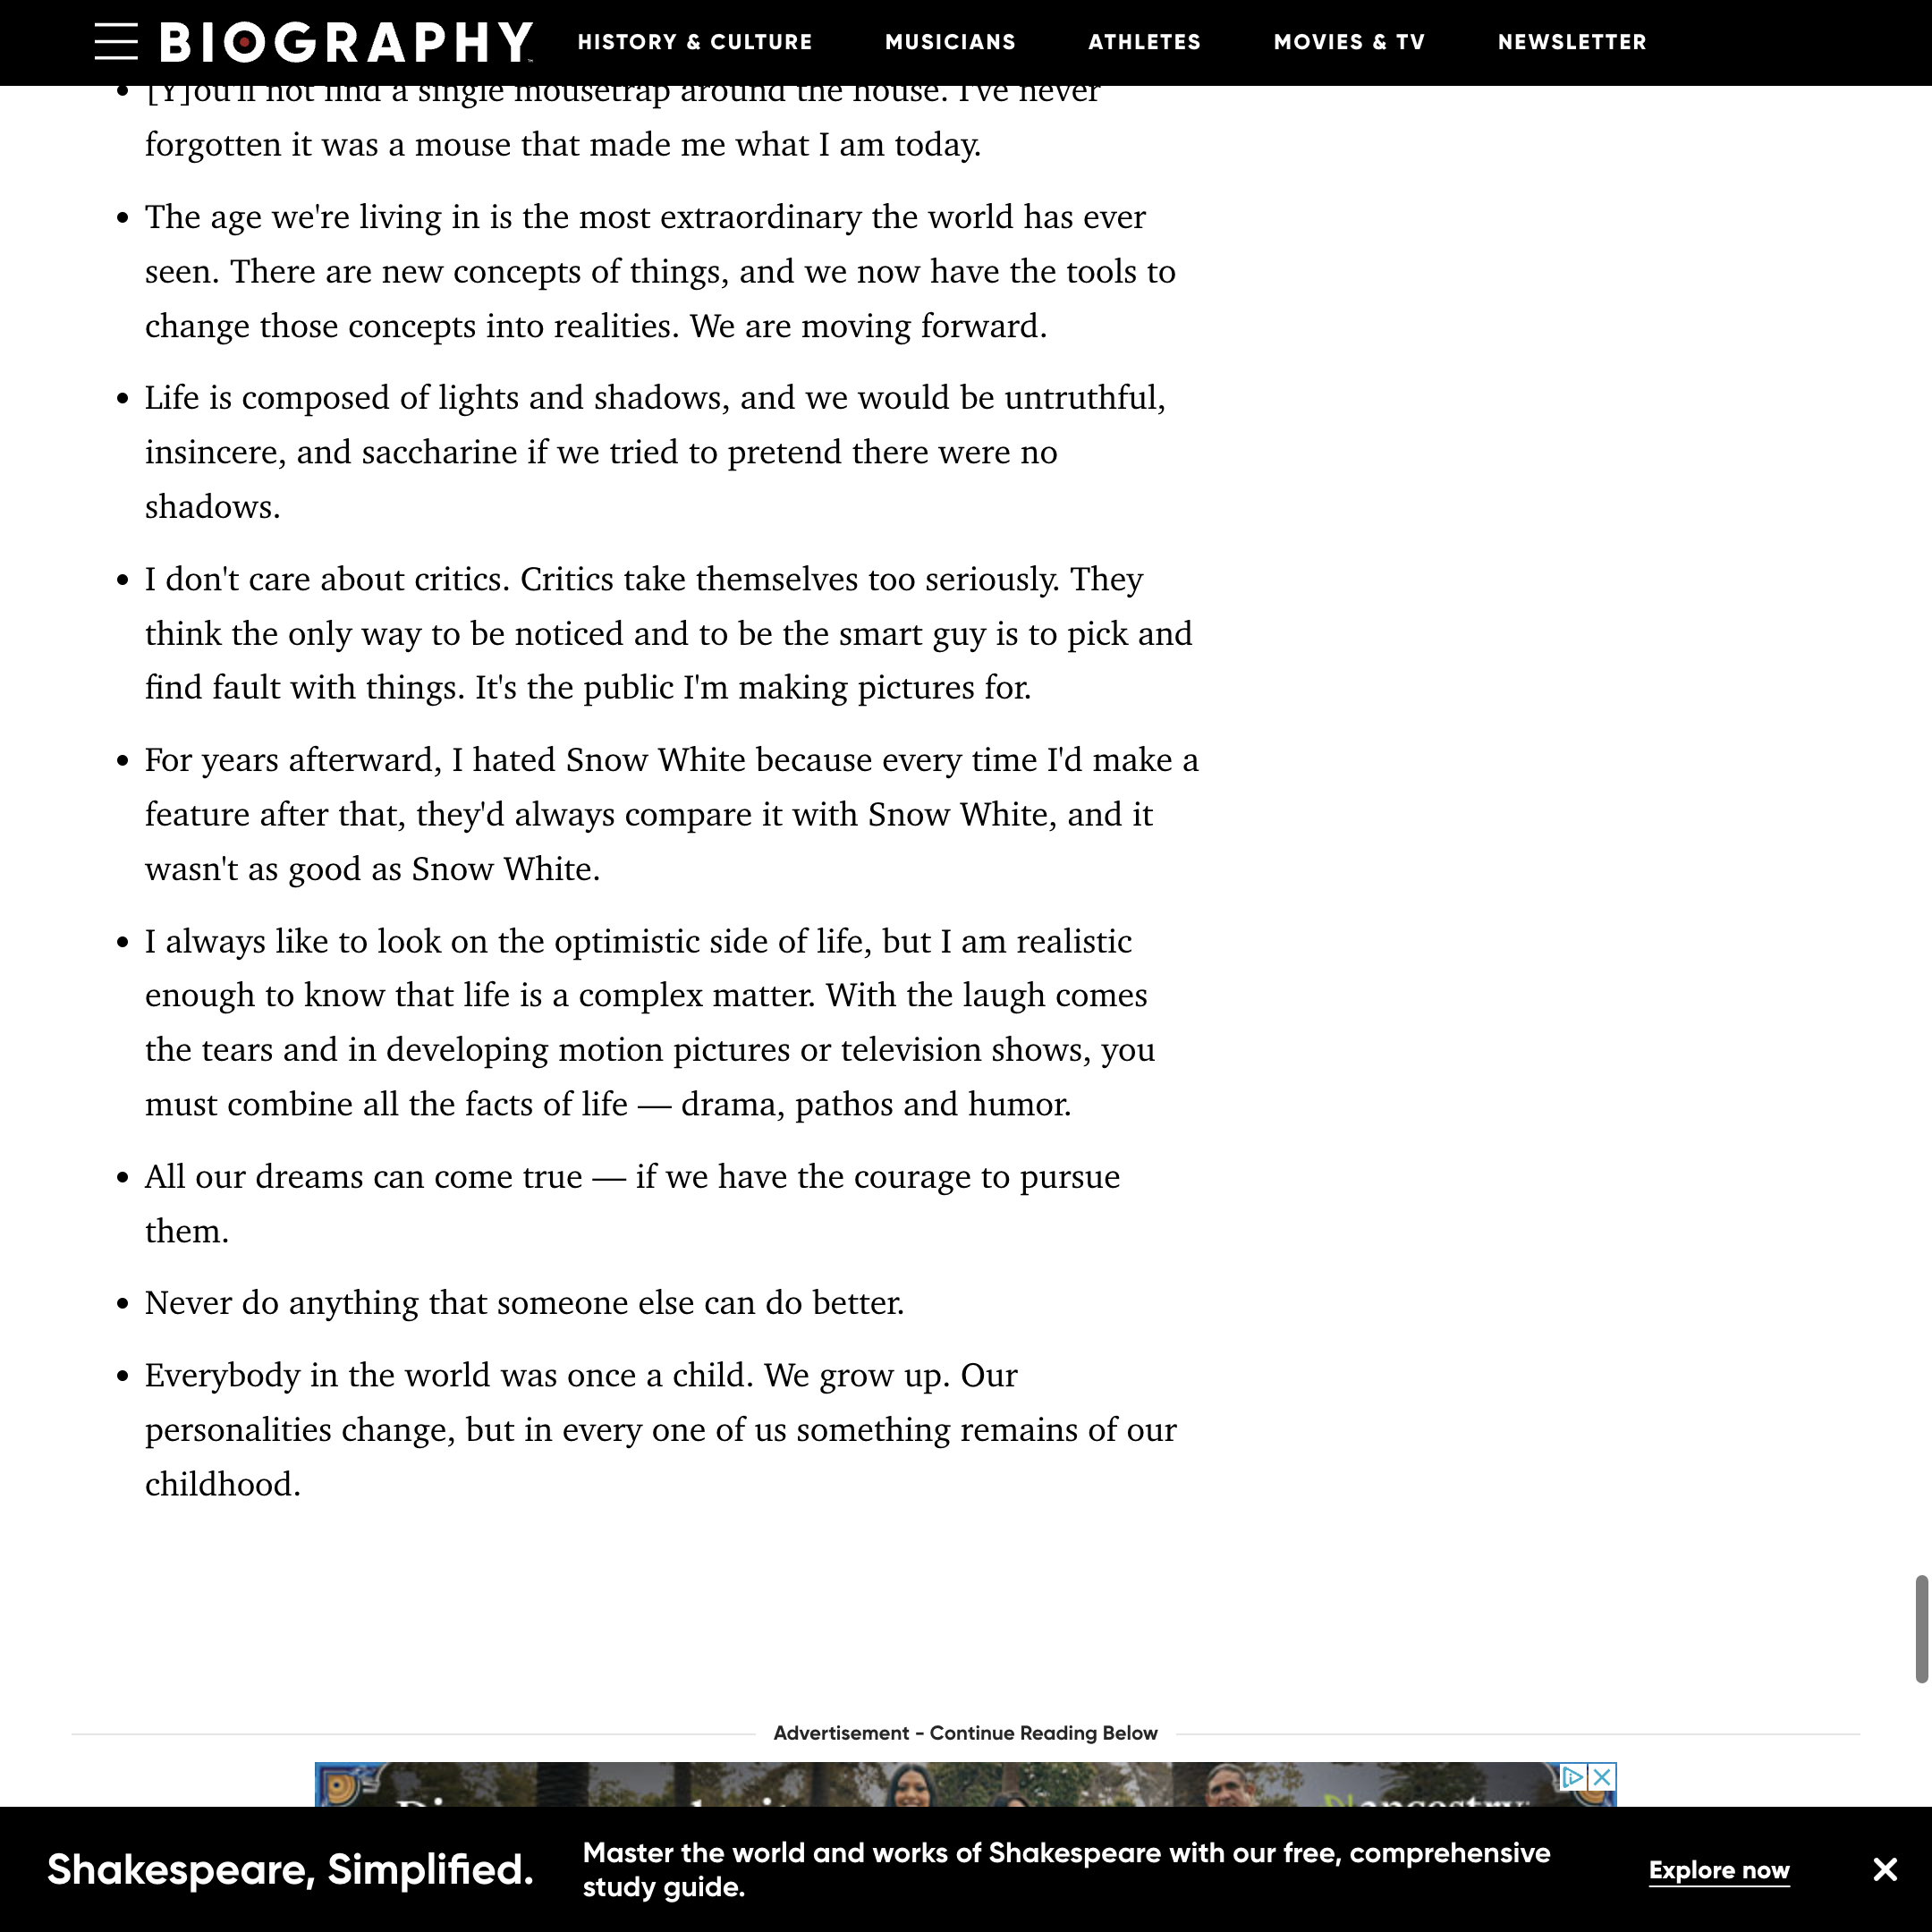 BIOGRAPHY
HISTORY & CULTURE
MUSICIANS
ATHLETES
MOVIES & TV
NEWSLETTER
[Y]ou'll not find a single mousetrap around the house. I've never
forgotten it was a mouse that made me what I am today.
The age we're living in is the most extraordinary the world has ever
seen. There are new concepts of things, and we now have the tools to
change those concepts into realities. We are moving forward.
Life is composed of lights and shadows, and we would be untruthful,
insincere, and saccharine if we tried to pretend there were no
shadows.
I don't care about critics. Critics take themselves too seriously. They
think the only way to be noticed and to be the smart guy is to pick and
find fault with things. It's the public I'm making pictures for.
For years afterward, I hated Snow White because every time I'd make a
feature after that, they'd always compare it with Snow White, and it
wasn't as good as Snow White.
I always like to look on the optimistic side of life, but I am realistic
enough to know that life is a complex matter. With the laugh comes
the tears and in developing motion pictures or television shows, you
must combine all the facts of life — drama, pathos and humor.
All our dreams can come true — if we have the courage to pursue
them.
Never do anything that someone else can do better.
Everybody in the world was once a child. We grow up. Our
personalities change, but in every one of us something remains of our
childhood.
Advertisement - Continue Reading Below
ancestry
Shakespeare, Simplified.
Master the world and works of Shakespeare with our free, comprehensive
study guide.
Explore now